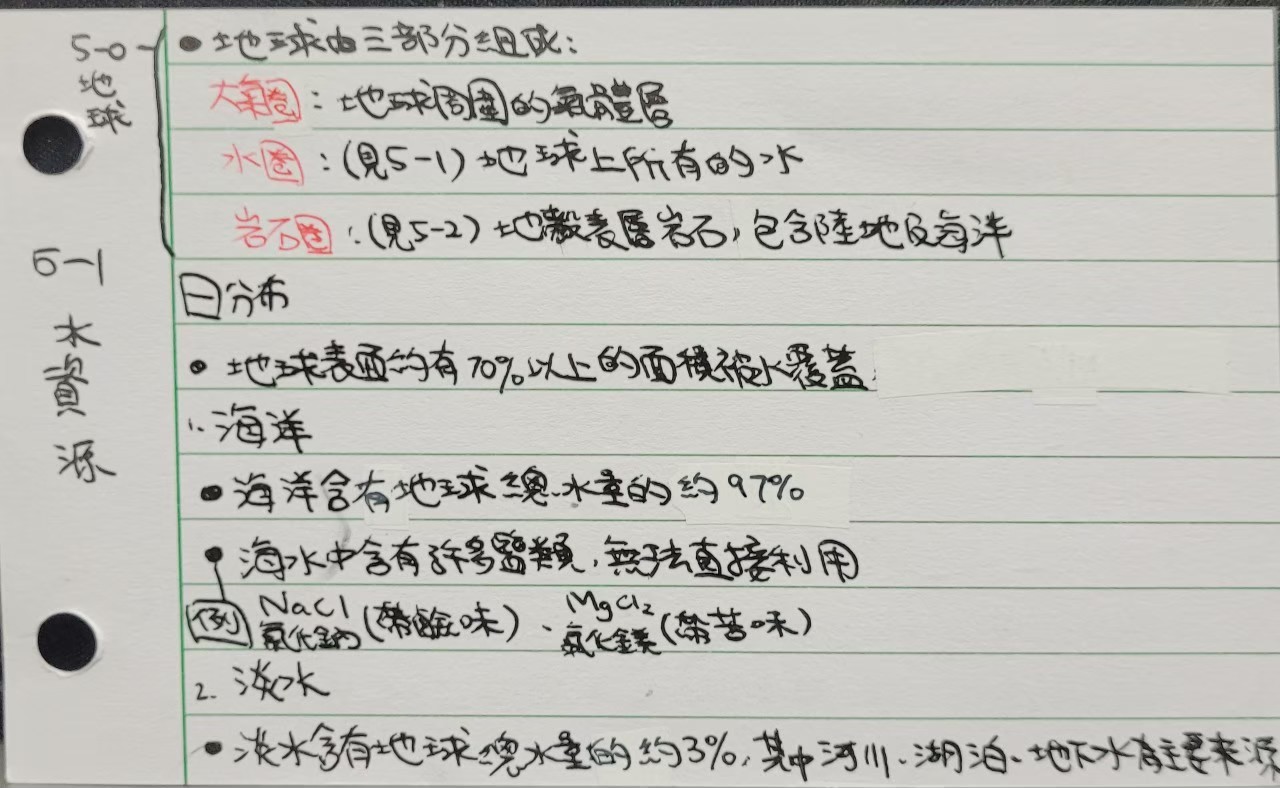 5-0 地球
• 地球由三部分組成:
大氣圈:地球周圍的氣體層
水圈:(見5-1)地球上所有的水
岩石圈:(見5-2)地殼表層岩石,包含陸地及海洋
5-1 水資源
一 分布
• 地球表面約有70%以上的面積被水覆蓋
1. 海洋
• 海洋含有地球總水量的約97%
• 海水中含有許多鹽類,無法直接利用
例 NaCl 氯化鈉(帶鹹味)、MgCl₂ 氯化鎂(帶苦味)
2. 淡水
• 淡水含有地球總水量的約3%,其中河川、湖泊、地下水為主要來源